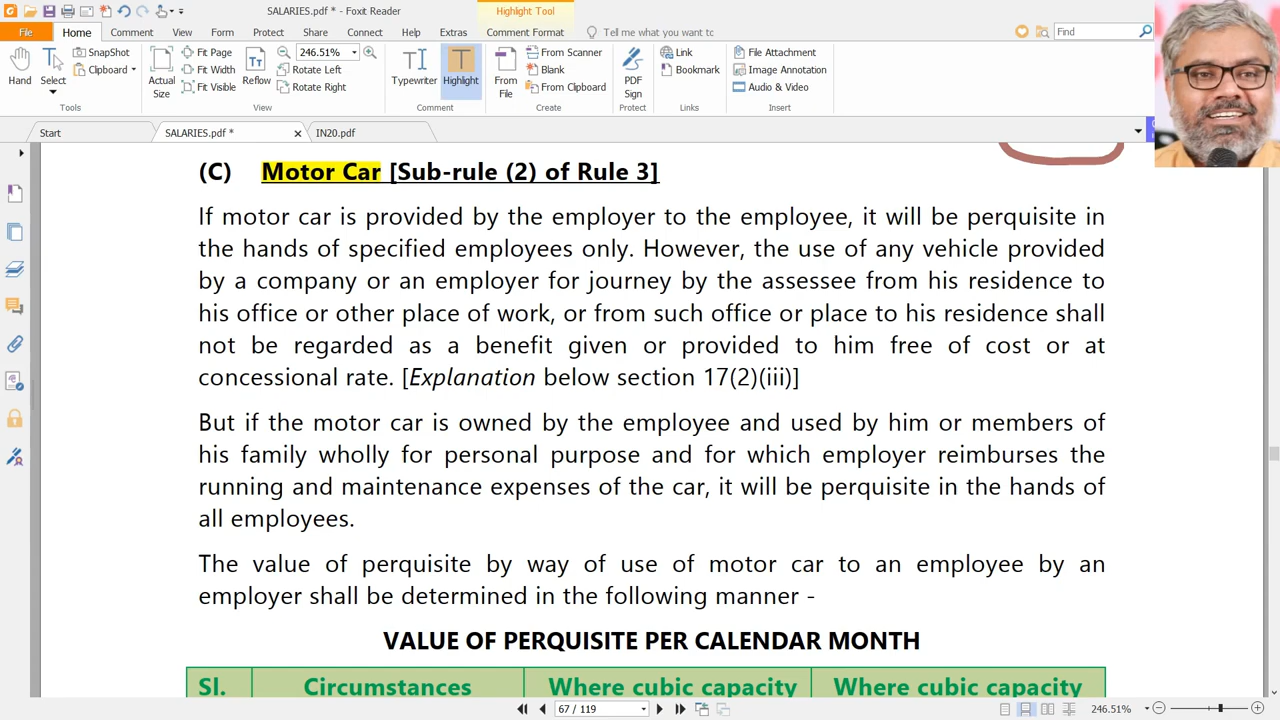 SALARIES.pdf * - Foxit Reader
Highlight Tool
File
Home
Comment
View
Form
Protect
Share
Connect
Help
Extras
Comment Format
Tell me what you want tc
Find
Hand
Select
SnapShot
Clipboard
Actual
Size
Fit Page
Fit Width
Fit Visible
Reflow
246.51%
Rotate Left
Rotate Right
Typewriter
Highlight
From
File
From Scanner
Blank
From Clipboard
PDF
Sign
Link
Bookmark
File Attachment
Image Annotation
Audio & Video
Tools
View
Comment
Create
Protect
Links
Insert
Start
SALARIES.pdf *
IN20.pdf
(C) Motor Car [Sub-rule (2) of Rule 3]
If motor car is provided by the employer to the employee, it will be perquisite in
the hands of specified employees only. However, the use of any vehicle provided
by a company or an employer for journey by the assessee from his residence to
his office or other place of work, or from such office or place to his residence shall
not be regarded as a benefit given or provided to him free of cost or at
concessional rate. [Explanation below section 17(2)(iii)]
But if the motor car is owned by the employee and used by him or members of
his family wholly for personal purpose and for which employer reimburses the
running and maintenance expenses of the car, it will be perquisite in the hands of
all employees.
The value of perquisite by way of use of motor car to an employee by an
employer shall be determined in the following manner -
VALUE OF PERQUISITE PER CALENDAR MONTH
Sl. Circumstances Where cubic capacity Where cubic capacity
67 / 119
246.51%